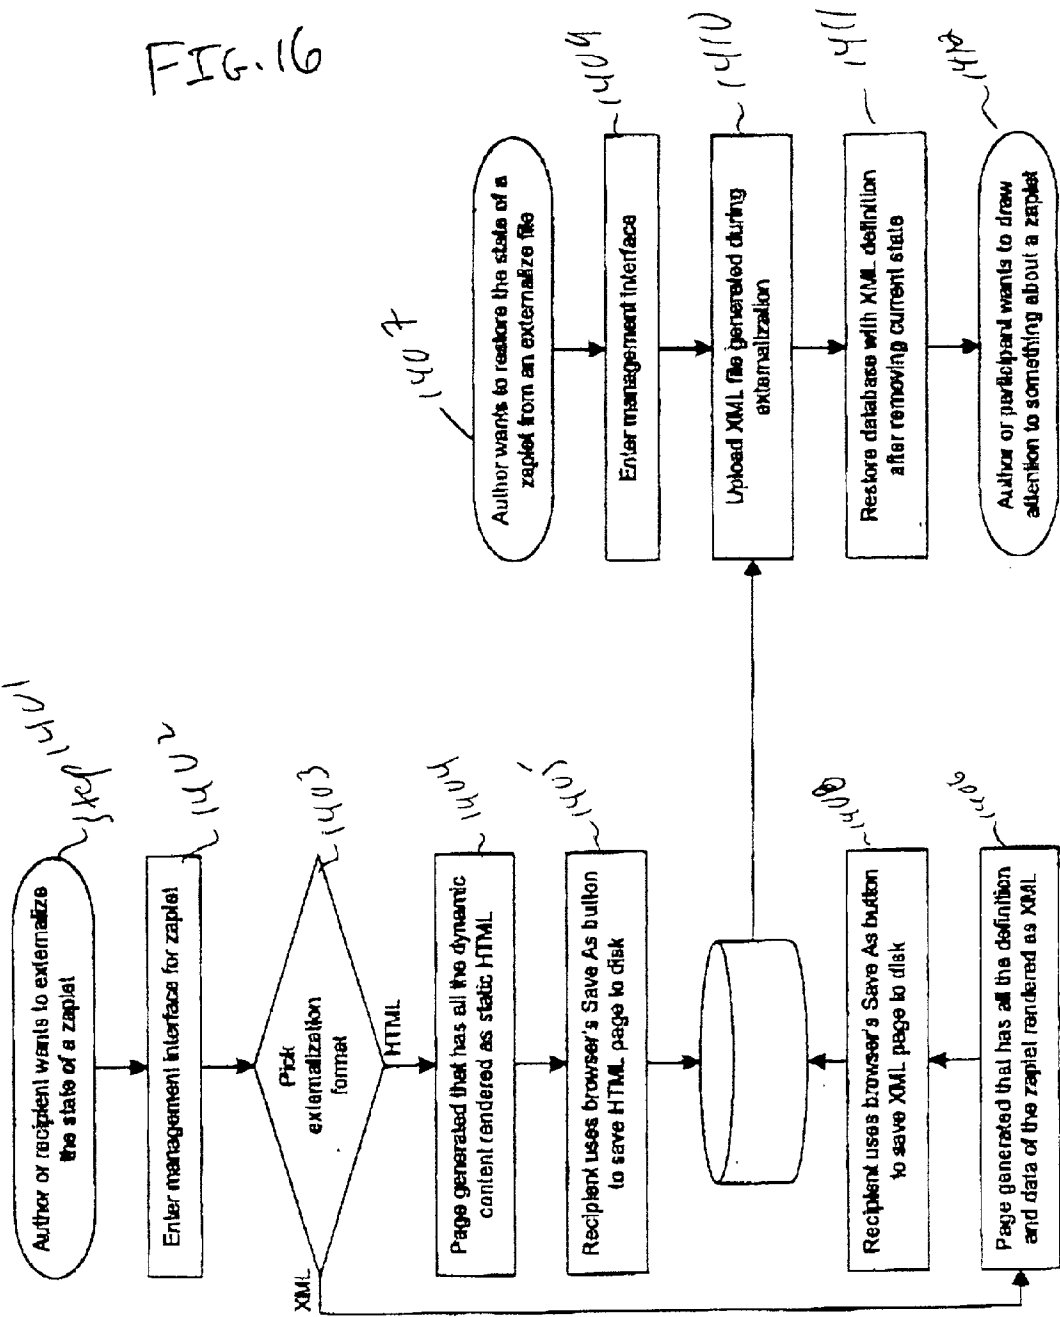 FIG.16
step 1401
Author or recipient wants to externalize
the state of a zaplet
1402
Enter management interface for zaplet
1403
Pick
externalization
format
XML
HTML
1404
Page generated that has all the dynamic
content rendered as static HTML
1405
Recipient uses browser's Save As button
to save HTML page to disk
1408
Recipient uses browser's Save As button
to save XML page to disk
1406
Page generated that has all the definition
and data of the zaplet rendered as XML
1407
Author wants to restore the state of a
zaplet from an externalize file
1409
Enter management interface
1410
Upload XML file generated during
externalization
1411
Restore database with XML definition
after removing current state
1412
Author or participant wants to draw
attention to something about a zaplet